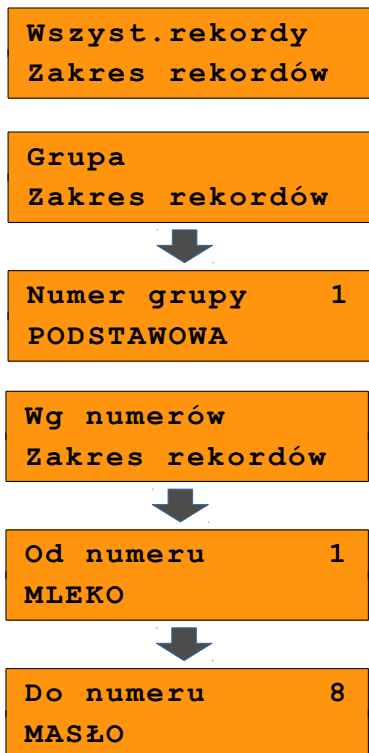 Wszyst.rekordy
Zakres rekordów
Grupa
Zakres rekordów
Numer grupy 1
PODSTAWOWA
Wg numerów
Zakres rekordów
Od numeru 1
MLEKO
Do numeru 8
MASŁO